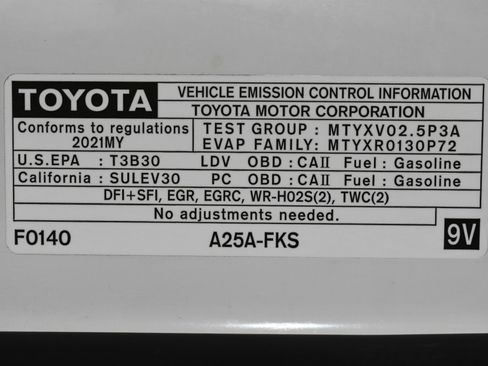 TOYOTA VEHICLE EMISSION CONTROL INFORMATION
TOYOTA MOTOR CORPORATION
Conforms to regulations TEST GROUP : MTYXV02.5P3A
2021MY EVAP FAMILY: MTYXR0130P72
U.S.EPA : T3B30 LDV OBD : CAII Fuel : Gasoline
California : SULEV30 PC OBD : CAII Fuel : Gasoline
DFI+SFI, EGR, EGRC, WR-HO2S(2), TWC(2)
No adjustments needed.
F0140 A25A-FKS 9V